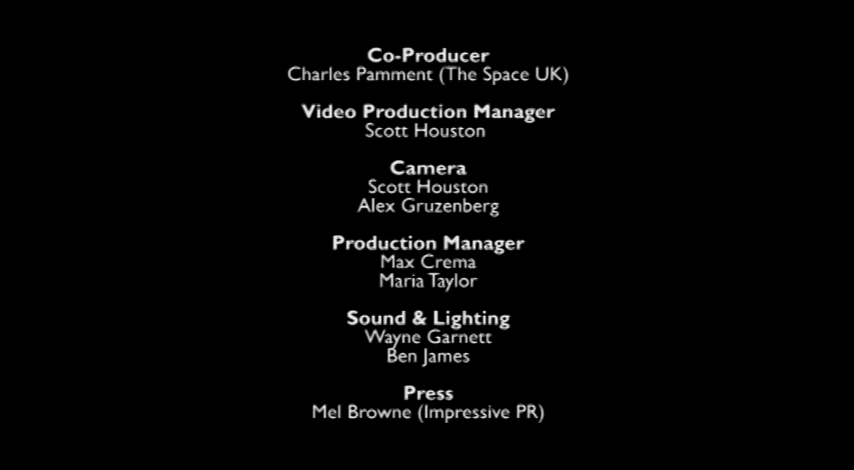 Co-Producer
Charles Pamment (The Space UK)
Video Production Manager
Scott Houston
Camera
Scott Houston
Alex Gruzenberg
Production Manager
Max Crema
Maria Taylor
Sound & Lighting
Wayne Garnett
Ben James
Press
Mel Browne (Impressive PR)